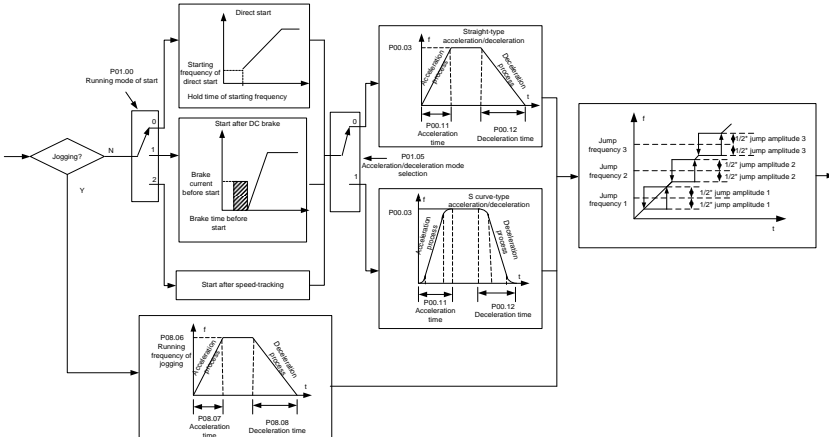 Direct start
Starting
frequency of
direct start
Hold time of starting frequency
P01.00
Running mode of start
0
1
2
Jogging?
N
Y
Start after DC brake
Brake
current
before start
Brake time before
start
Start after speed-tracking
0
1
P01.05
Acceleration/deceleration mode
selection
Straight-type
acceleration/deceleration
f
P00.03
Acceleration
process
Deceleration
process
t
P00.11
Acceleration
time
P00.12
Deceleration time
S curve-type
acceleration/deceleration
f
P00.03
Acceleration
process
Deceleration
process
t
P00.11
Acceleration
time
P00.12
Deceleration time
P08.06
Running
frequency of
jogging
f
Acceleration
process
Deceleration
process
t
P08.07
Acceleration
time
P08.08
Deceleration time
f
Jump
frequency 3
Jump
frequency 2
Jump
frequency 1
1/2* jump amplitude 3
1/2* jump amplitude 3
1/2* jump amplitude 2
1/2* jump amplitude 2
1/2* jump amplitude 1
1/2* jump amplitude 1
t